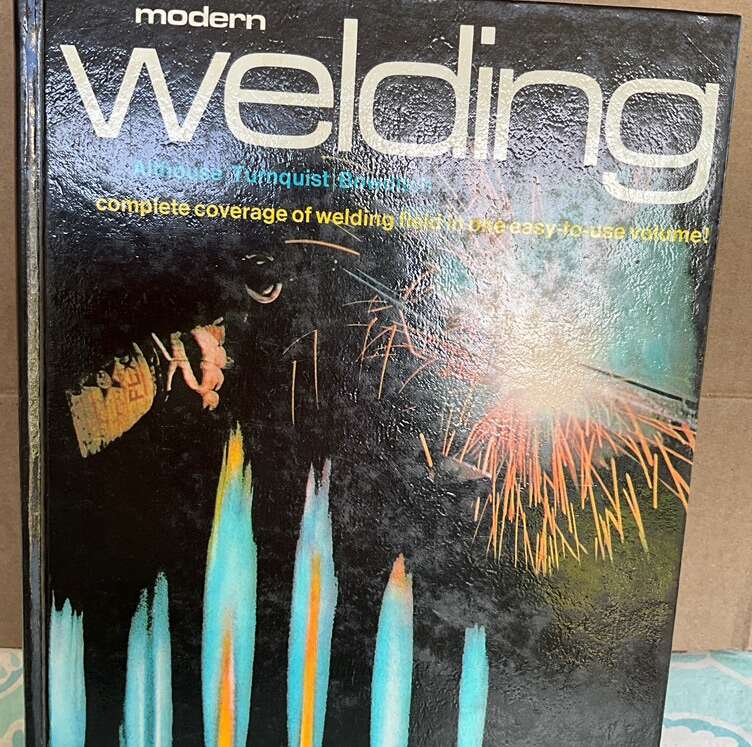 modern
welding
Althouse Turnquist Bowditch
complete coverage of welding field in one easy-to-use volume!